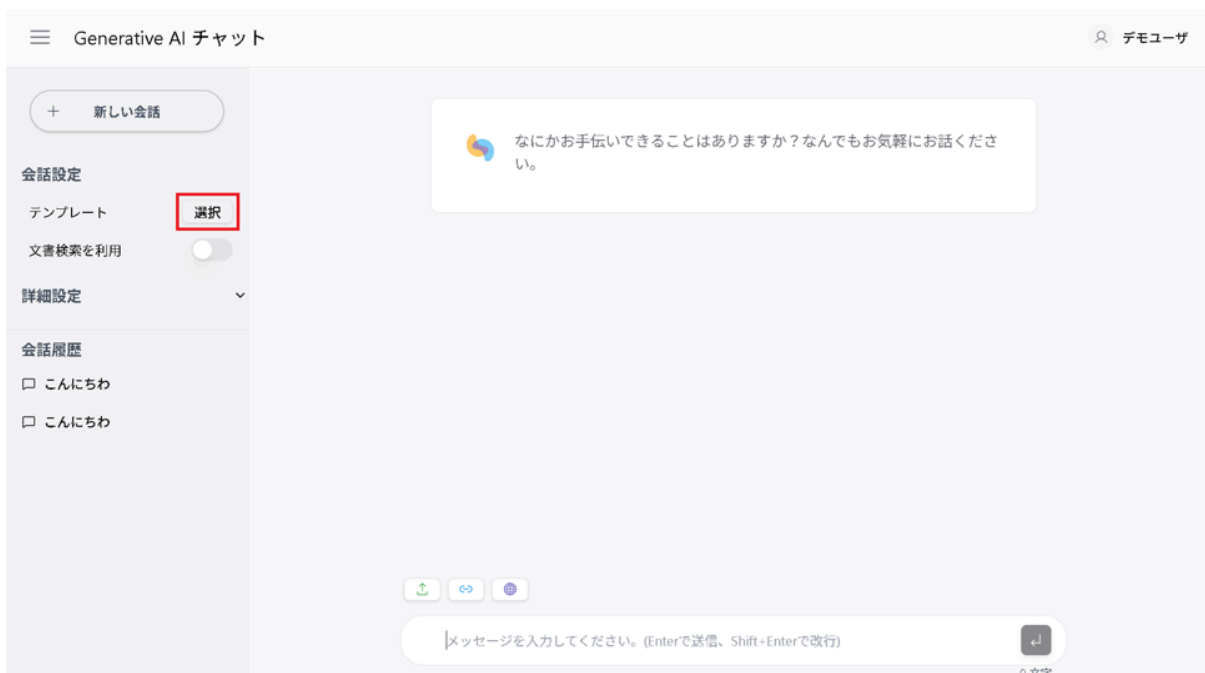 Generative AI チャット
デモユーザ
新しい会話
会話設定
テンプレート 選択
文書検索を利用
詳細設定
会話履歴
こんにちわ
こんにちわ
なにかお手伝いできることはありますか？なんでもお気軽にお話くださ
い。
メッセージを入力してください。(Enterで送信、Shift+Enterで改行)
0 文字